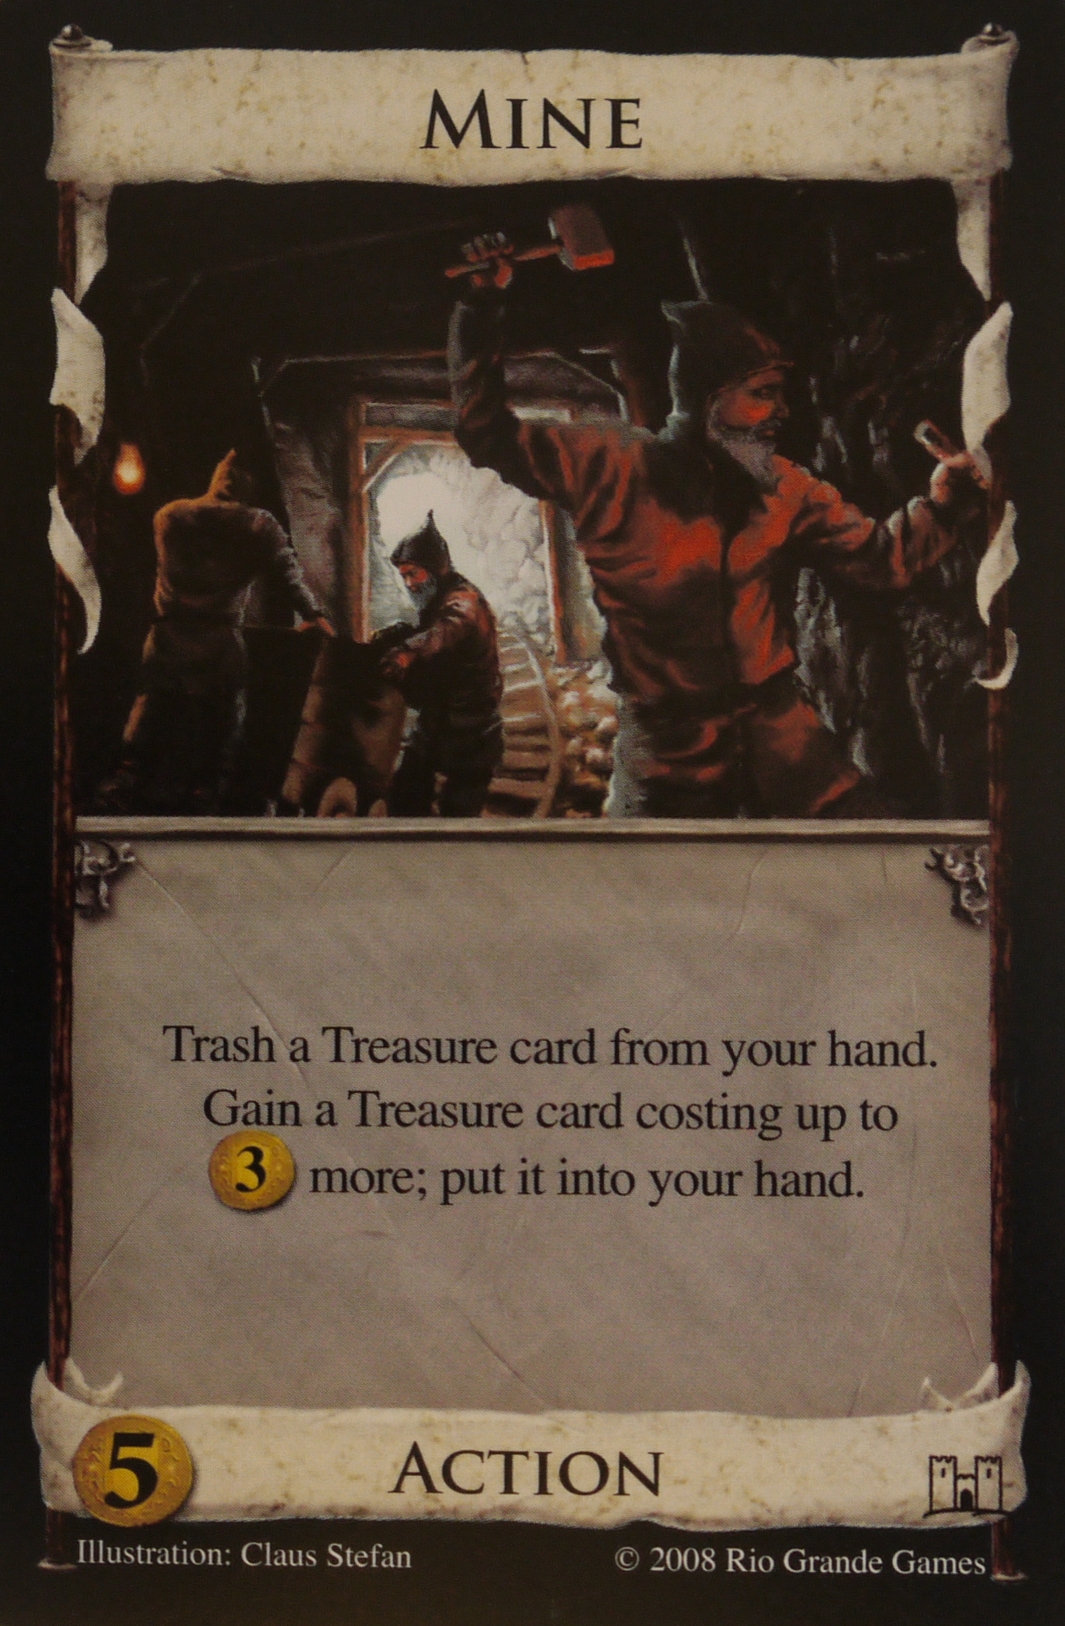 MINE
Trash a Treasure card from your hand.
Gain a Treasure card costing up to
3 more; put it into your hand.
5 ACTION
Illustration: Claus Stefan © 2008 Rio Grande Games